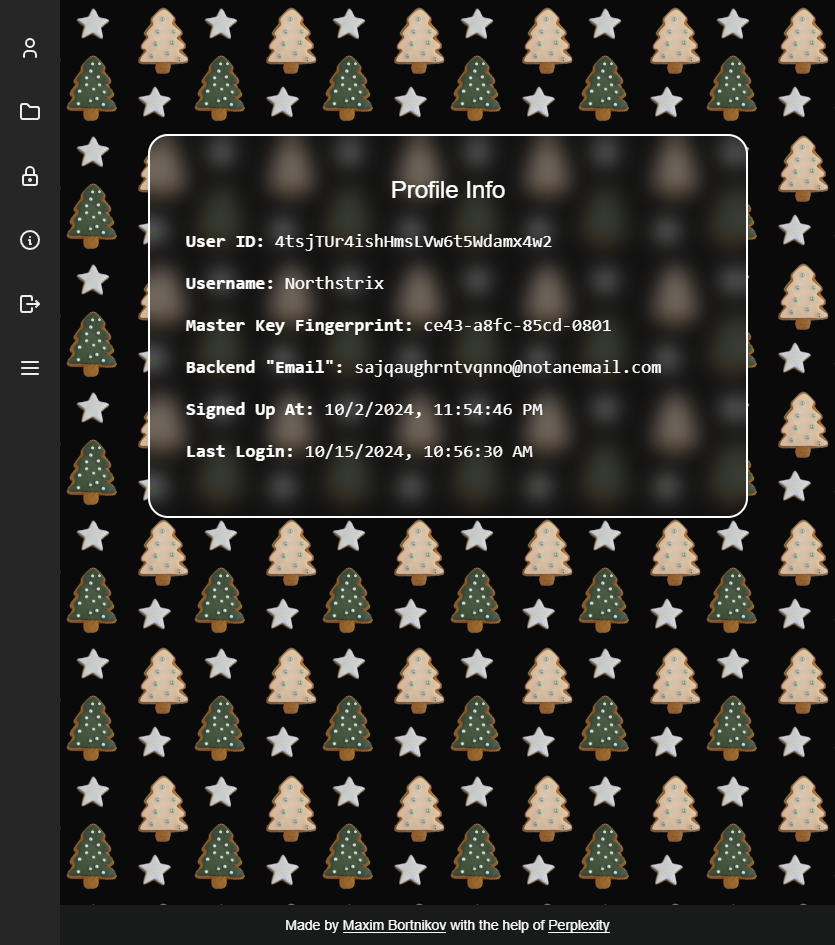 Profile Info
User ID: 4tsjTUr4ishHmsLVw6t5Wdamx4w2
Username: Northstrix
Master Key Fingerprint: ce43-a8fc-85cd-0801
Backend "Email": sajqaughrntvqnno@notanemail.com
Signed Up At: 10/2/2024, 11:54:46 PM
Last Login: 10/15/2024, 10:56:30 AM
Made by Maxim Bortnikov with the help of Perplexity